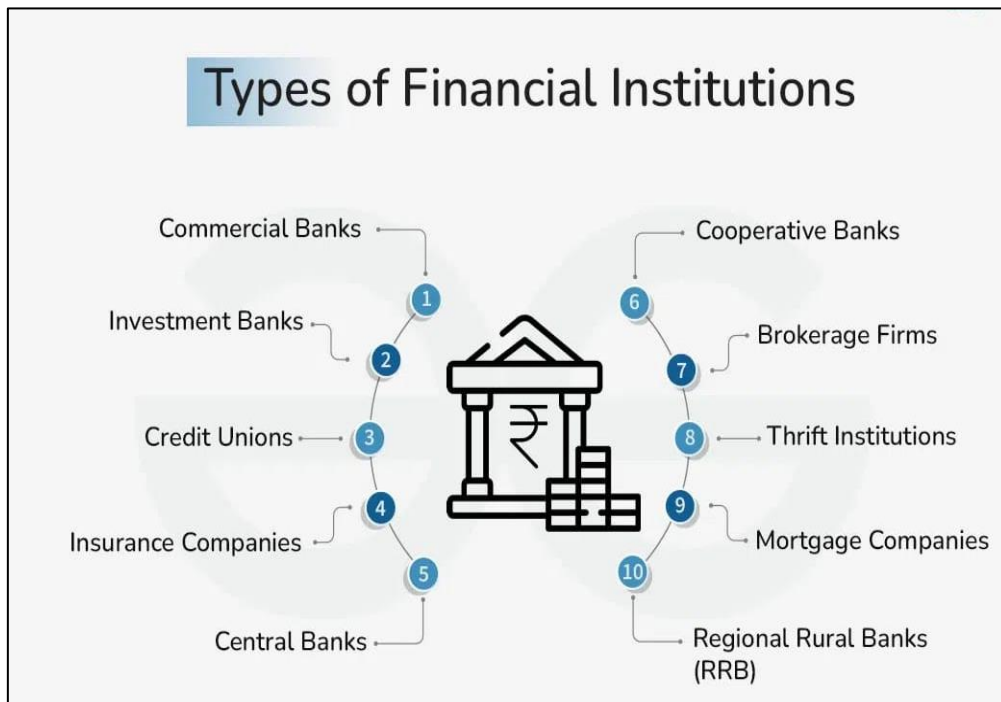 Types of Financial Institutions
Commercial Banks
1
Investment Banks
2
Credit Unions
3
Insurance Companies
4
Central Banks
5
₹
Cooperative Banks
6
Brokerage Firms
7
Thrift Institutions
8
Mortgage Companies
9
Regional Rural Banks
(RRB)
10